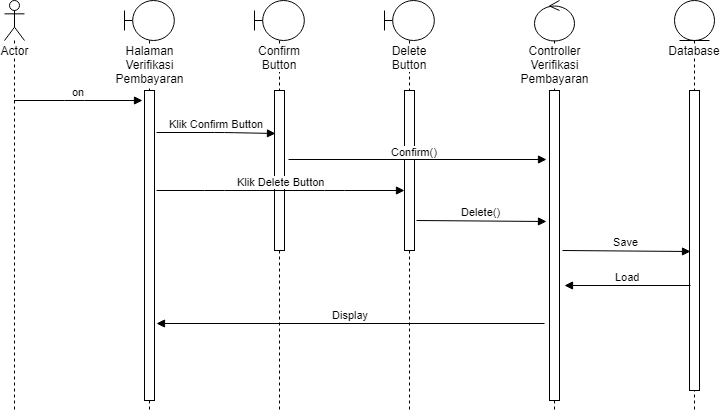 Actor
Halaman
Verifikasi
Pembayaran
Confirm
Button
Delete
Button
Controller
Verifikasi
Pembayaran
Database
on
Klik Confirm Button
Confirm()
Klik Delete Button
Delete()
Save
Load
Display